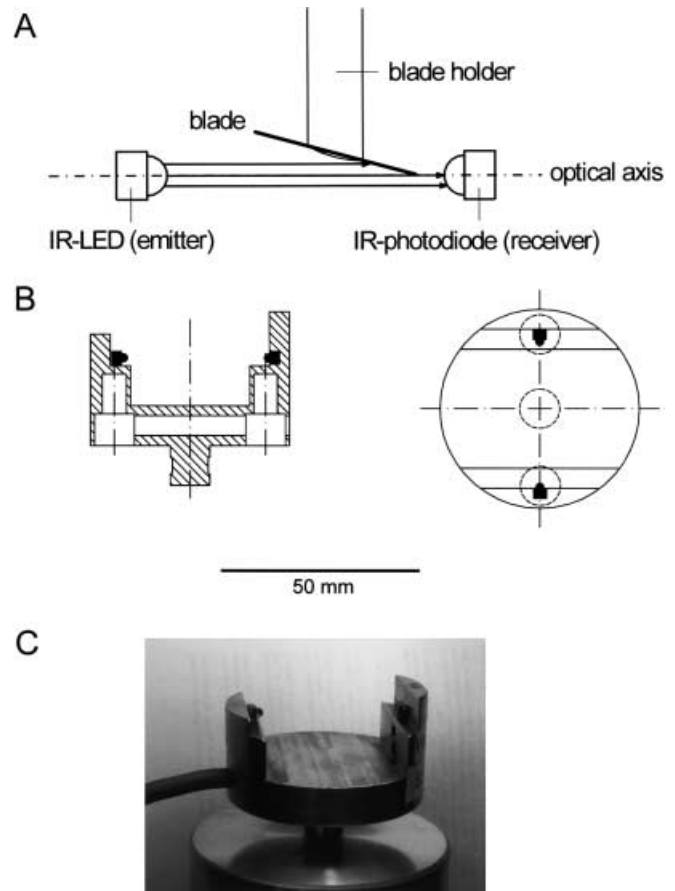 A
blade holder
blade
optical axis
IR-LED (emitter)
IR-photodiode (receiver)
B
50 mm
C